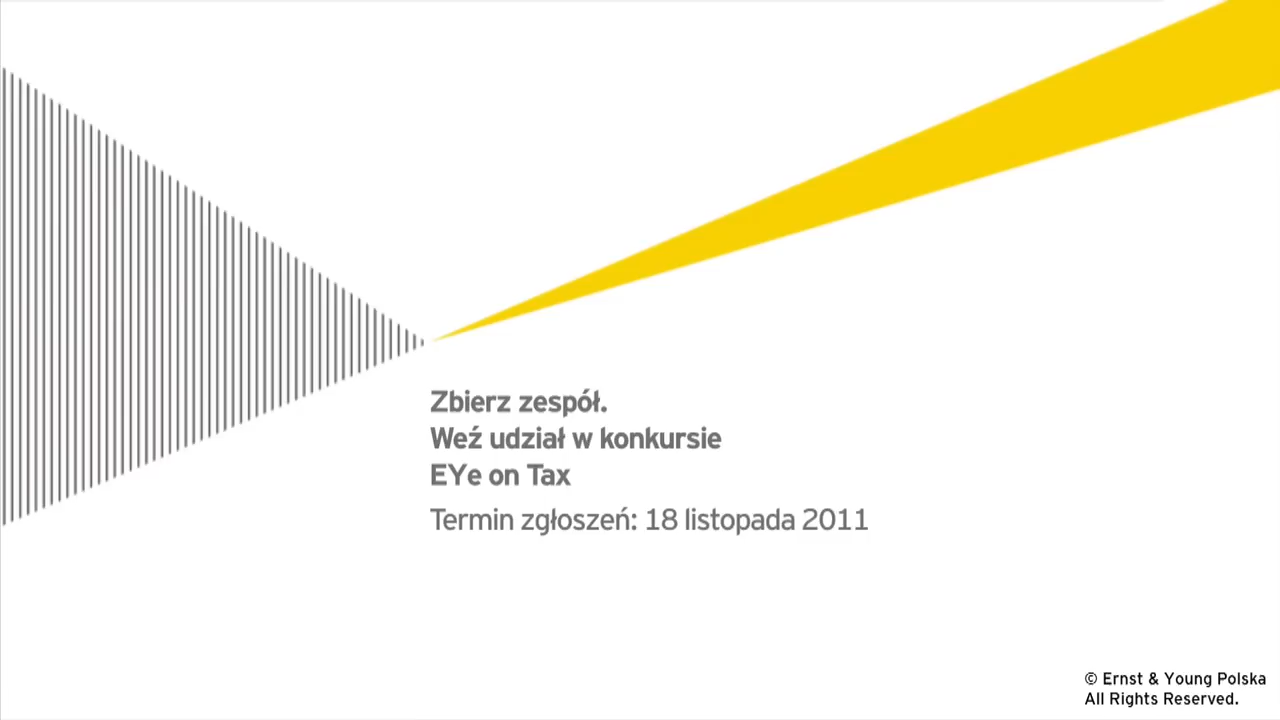 Zbierz zespół.
Weź udział w konkursie
EYe on Tax
Termin zgłoszeń: 18 listopada 2011
© Ernst & Young Polska
All Rights Reserved.